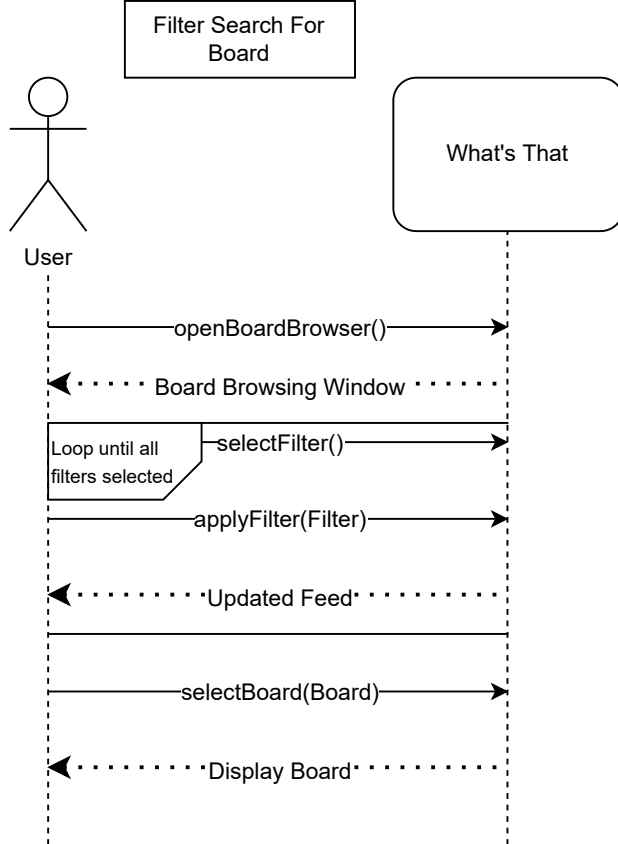 Filter Search For
Board
What's That
User
openBoardBrowser()
Board Browsing Window
Loop until all
filters selected
selectFilter()
applyFilter(Filter)
Updated Feed
selectBoard(Board)
Display Board